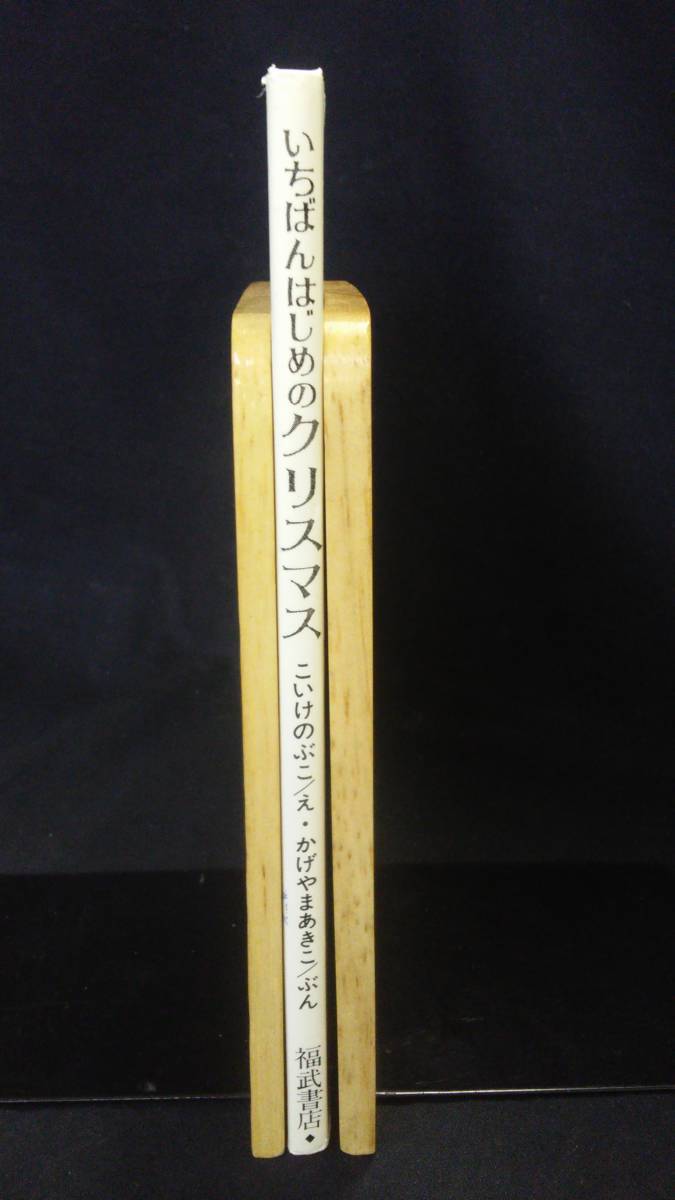 いちばんはじめのクリスマス
こいけのぶこ/え・かげやまあきこ/ぶん
福武書店◆